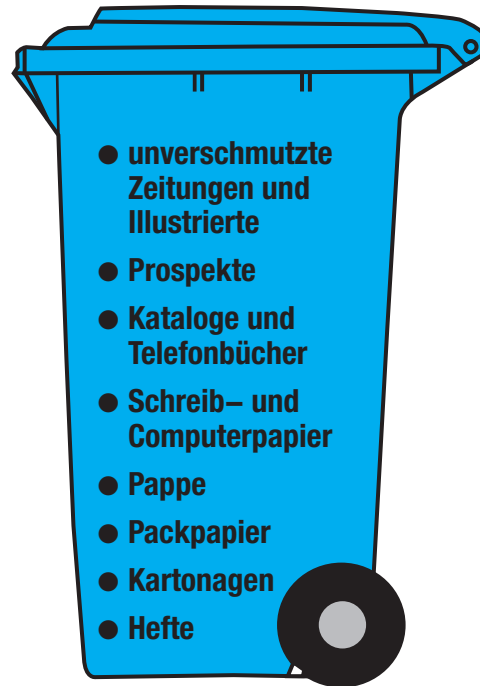 ● unverschmutzte
Zeitungen und
Illustrierte
● Prospekte
● Kataloge und
Telefonbücher
● Schreib– und
Computerpapier
● Pappe
● Packpapier
● Kartonagen
● Hefte